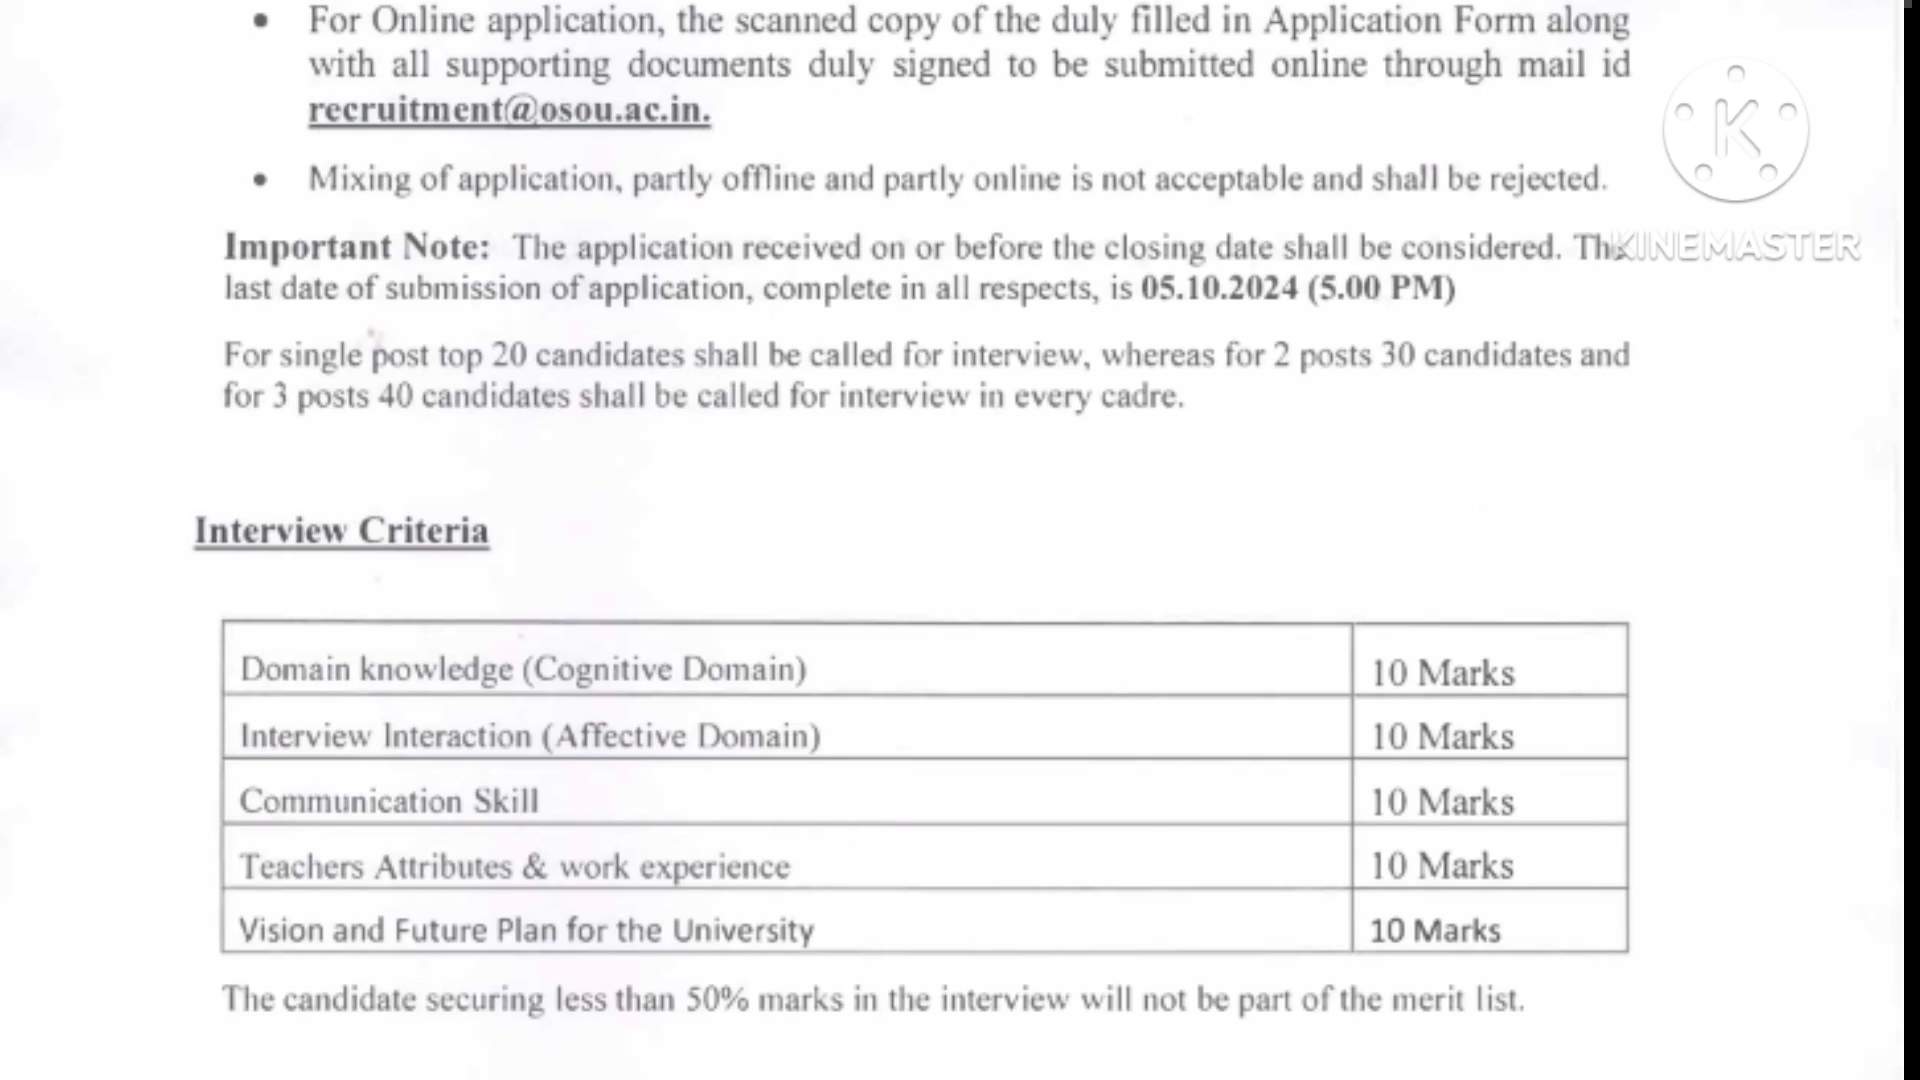 • For Online application, the scanned copy of the duly filled in Application Form along
with all supporting documents duly signed to be submitted online through mail id
recruitment@osou.ac.in.
• Mixing of application, partly offline and partly online is not acceptable and shall be rejected.
Important Note: The application received on or before the closing date shall be considered. The
last date of submission of application, complete in all respects, is 05.10.2024 (5.00 PM)
For single post top 20 candidates shall be called for interview, whereas for 2 posts 30 candidates and
for 3 posts 40 candidates shall be called for interview in every cadre.
Interview Criteria
Domain knowledge (Cognitive Domain) 10 Marks
Interview Interaction (Affective Domain) 10 Marks
Communication Skill 10 Marks
Teachers Attributes & work experience 10 Marks
Vision and Future Plan for the University 10 Marks
The candidate securing less than 50% marks in the interview will not be part of the merit list.
K
KINEMASTER